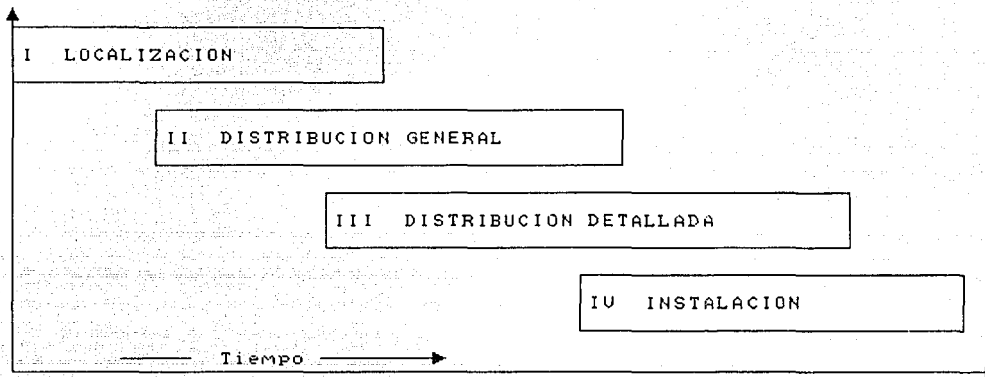 I LOCALIZACION
II DISTRIBUCION GENERAL
III DISTRIBUCION DETALLADA
IV INSTALACION
Tiempo